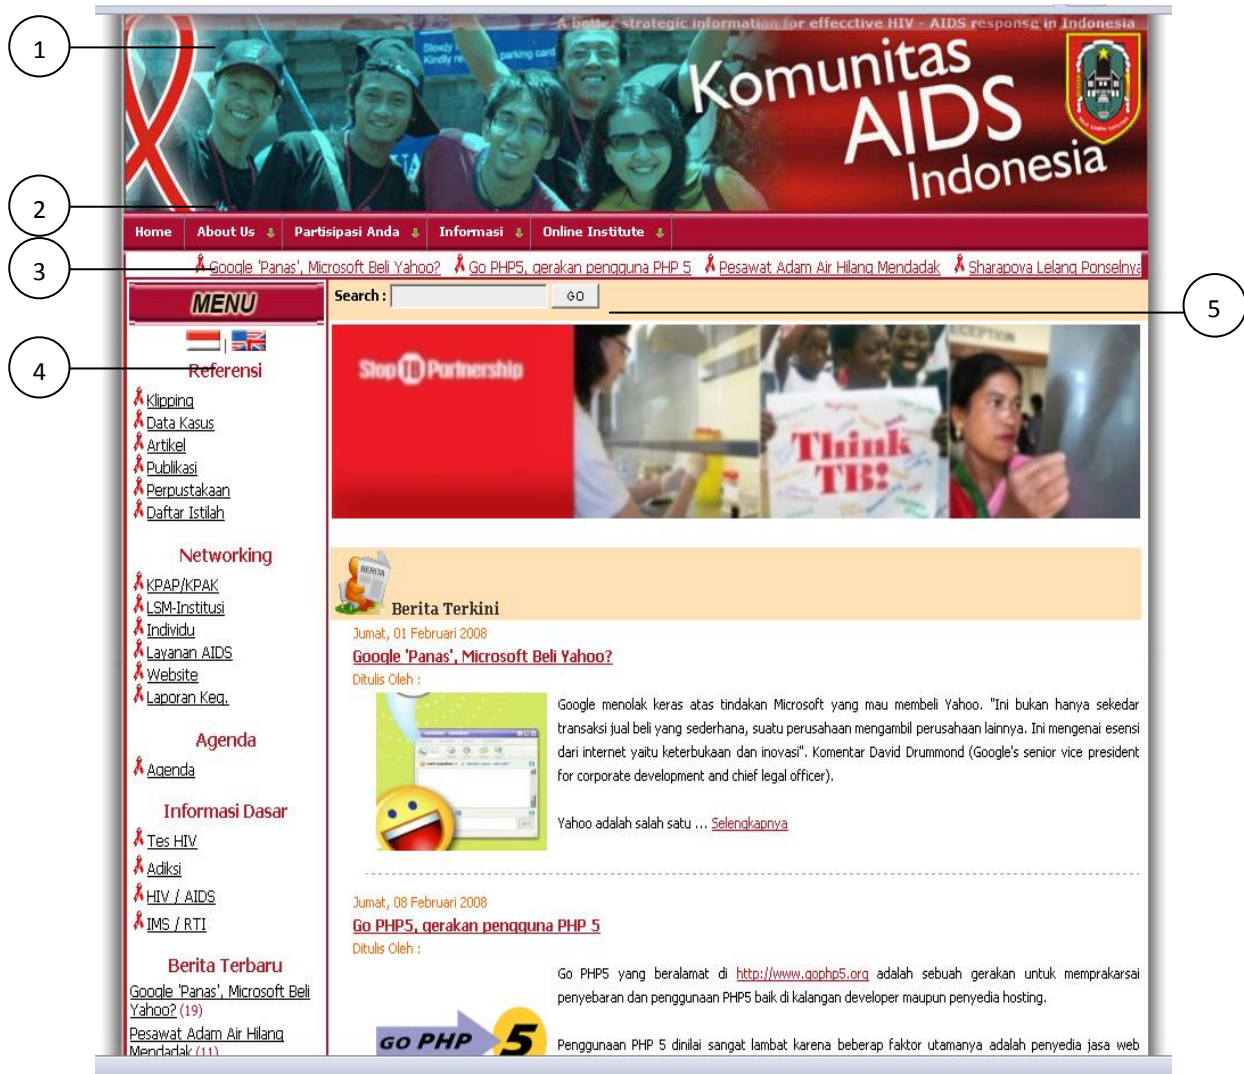 A better strategic information for effecctive HIV - AIDS response in Indonesia
1
Komunitas
AIDS
Indonesia
2
Home About Us Partisipasi Anda Informasi Online Institute
3
Google 'Panas', Microsoft Beli Yahoo? Go PHP5, gerakan pengguna PHP 5 Pesawat Adam Air Hilang Mendadak Sharapova Lelang Ponselnya
MENU
Search : GO
5
|
4
Referensi
Klipping
Data Kasus
Artikel
Publikasi
Perpustakaan
Daftar Istilah
Stop TB Partnership
Think
TB!
Networking
KPAP/KPAK
LSM-Institusi
Individu
Layanan AIDS
Website
Laporan Keg.
Agenda
Agenda
Informasi Dasar
Tes HIV
Adiksi
HIV / AIDS
IMS / RTI
Berita Terbaru
Google 'Panas', Microsoft Beli
Yahoo? (19)
Pesawat Adam Air Hilang
Mendadak (11)
BERITA
Berita Terkini
Jumat, 01 Februari 2008
Google 'Panas', Microsoft Beli Yahoo?
Ditulis Oleh :
Google menolak keras atas tindakan Microsoft yang mau membeli Yahoo. "Ini bukan hanya sekedar
transaksi jual beli yang sederhana, suatu perusahaan mengambil perusahaan lainnya. Ini mengenai esensi
dari internet yaitu keterbukaan dan inovasi". Komentar David Drummond (Google's senior vice president
for corporate development and chief legal officer).
Yahoo adalah salah satu ... Selengkapnya
Jumat, 08 Februari 2008
Go PHP5, gerakan pengguna PHP 5
Ditulis Oleh :
Go PHP5 yang beralamat di http://www.gophp5.org adalah sebuah gerakan untuk memprakarsai
penyebaran dan penggunaan PHP5 baik di kalangan developer maupun penyedia hosting.
GO PHP 5
Penggunaan PHP 5 dinilai sangat lambat karena beberap faktor utamanya adalah penyedia jasa web